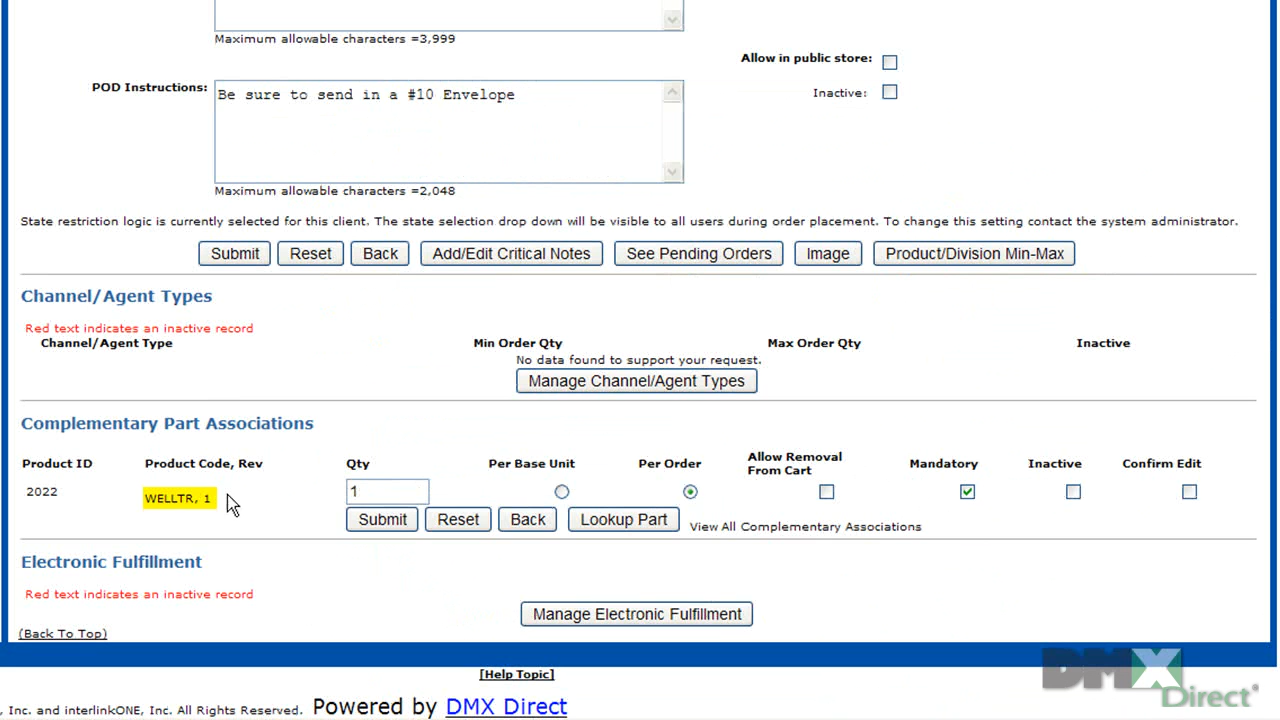 Maximum allowable characters =3,999
Allow in public store:
POD Instructions:
Be sure to send in a #10 Envelope
Inactive:
Maximum allowable characters =2,048
State restriction logic is currently selected for this client. The state selection drop down will be visible to all users during order placement. To change this setting contact the system administrator.
Submit Reset Back Add/Edit Critical Notes See Pending Orders Image Product/Division Min-Max
Channel/Agent Types
Red text indicates an inactive record
Channel/Agent Type Min Order Qty Max Order Qty Inactive
No data found to support your request.
Manage Channel/Agent Types
Complementary Part Associations
Product ID Product Code, Rev Qty Per Base Unit Per Order Allow Removal From Cart Mandatory Inactive Confirm Edit
2022 WELLTR, 1 1
Submit Reset Back Lookup Part View All Complementary Associations
Electronic Fulfillment
Red text indicates an inactive record
Manage Electronic Fulfillment
(Back To Top)
[Help Topic]
, Inc. and interlinkONE, Inc. All Rights Reserved. Powered by DMX Direct
DMX
Direct